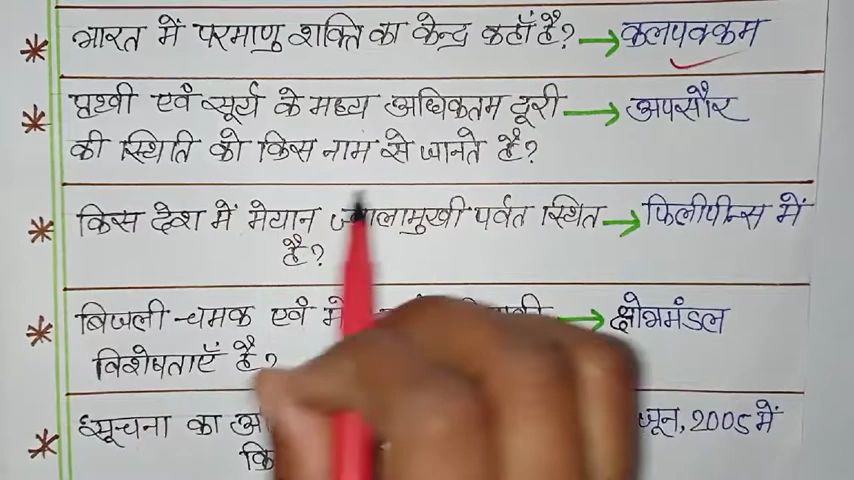 भारत में परमाणु शक्ति का केन्द्र कहाँ है? → कलपक्कम
पृथ्वी एवं सूर्य के मध्य अधिकतम दूरी → अपसौर
की स्थिति को किस नाम से जानते है?
किस देश में मेयान ज्वालामुखी पर्वत स्थित → फिलीपीन्स में
है?
बिजली चमक एवं → क्षोभमंडल
विशेषताएँ है?
सूचना का जून, 2005 में